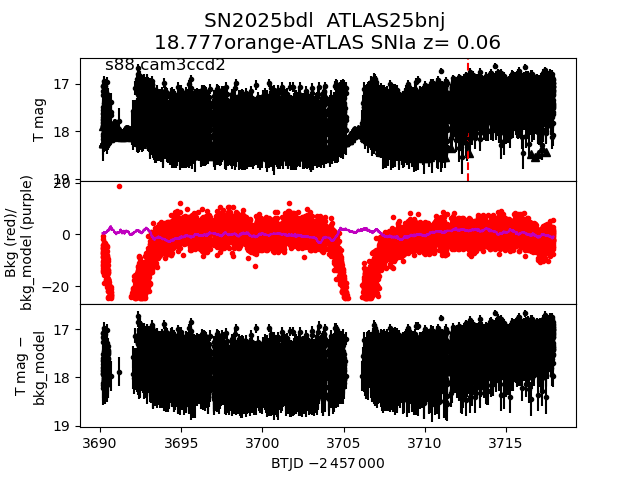 SN2025bdl  ATLAS25bnj
18.777orange-ATLAS SNIa z= 0.06
s88 cam3ccd2
17
18
19
T mag
20
0
−20
Bkg (red)/
bkg_model (purple)
17
18
19
T mag −
bkg_model
3690
3695
3700
3705
3710
3715
BTJD −2 457 000